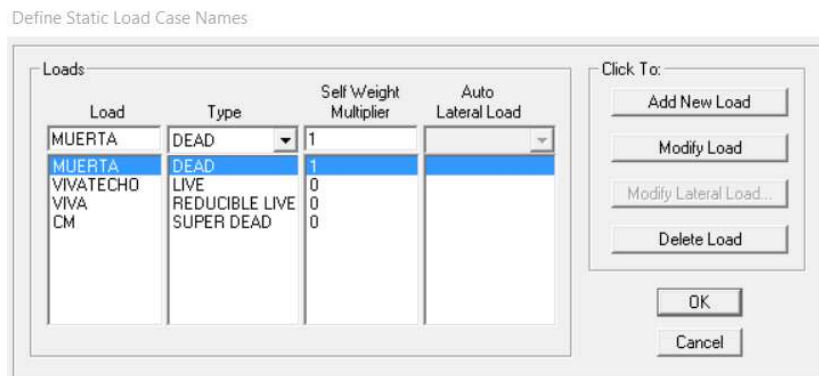 Define Static Load Case Names
Loads
Load Type Self Weight Multiplier Auto Lateral Load
MUERTA DEAD 1
MUERTA DEAD 1
VIVATECHO LIVE 0
VIVA REDUCIBLE LIVE 0
CM SUPER DEAD 0
Click To:
Add New Load
Modify Load
Modify Lateral Load...
Delete Load
OK
Cancel